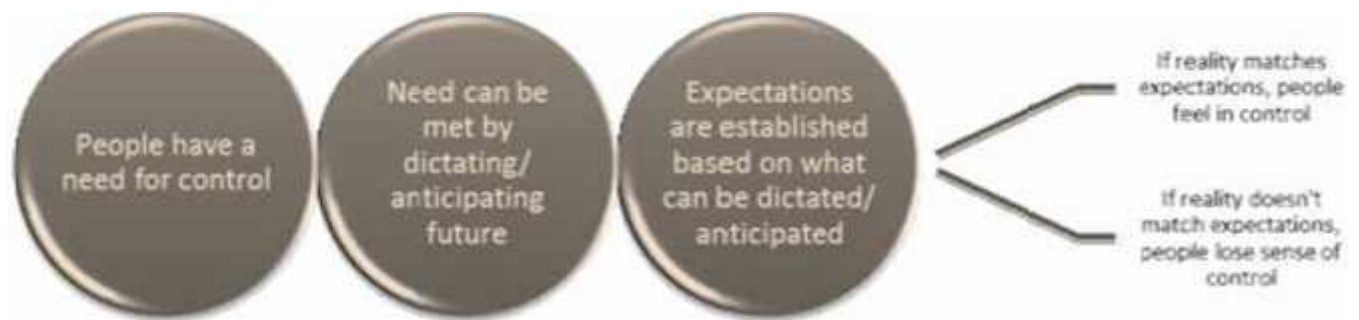 People have a
need for control
Need can be
met by
dictating/
anticipating
future
Expectations
are established
based on what
can be dictated/
anticipated
If reality matches
expectations, people
feel in control
If reality doesn't
match expectations,
people lose sense of
control